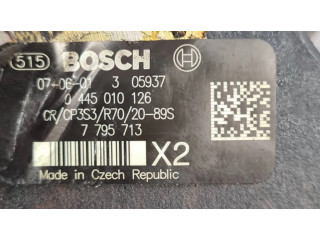 515 BOSCH
07-06-01 3 05937
0 445 010 126
CR/CP3S3/R70/20-89S
7 795 713
X2
Made in Czech Republic